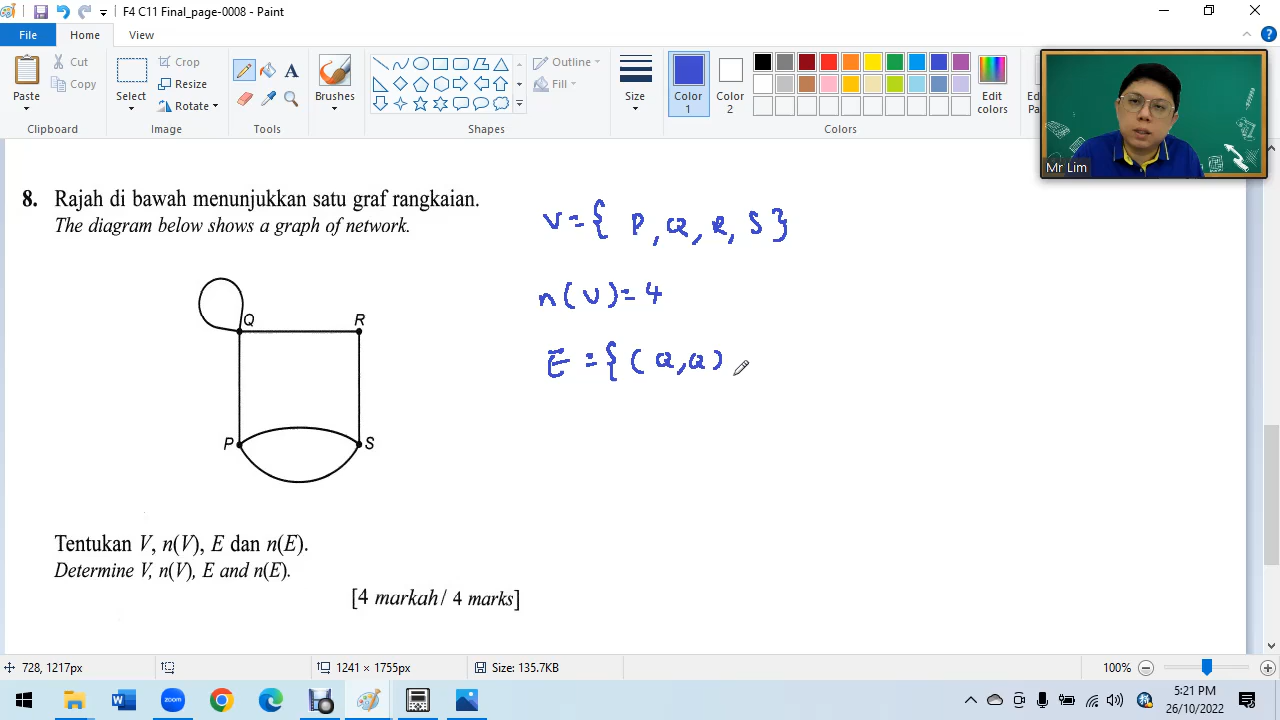 F4 C11 Final_page-0008 - Paint
File Home View
Paste Cut Copy Clipboard
Select Crop Resize Rotate Image
Tools
Brushes
Outline Fill Shapes
Size
Color 1 Color 2 Edit colors Colors
Mr Lim
8. Rajah di bawah menunjukkan satu graf rangkaian.
The diagram below shows a graph of network.
V = { P, Q, R, S }
n(V) = 4
E = { (Q,Q)
Q R
P S
Tentukan V, n(V), E dan n(E).
Determine V, n(V), E and n(E).
[4 markah / 4 marks]
728, 1217px 1241 × 1755px Size: 135.7KB 100%
W zoom 5:21 PM
26/10/2022